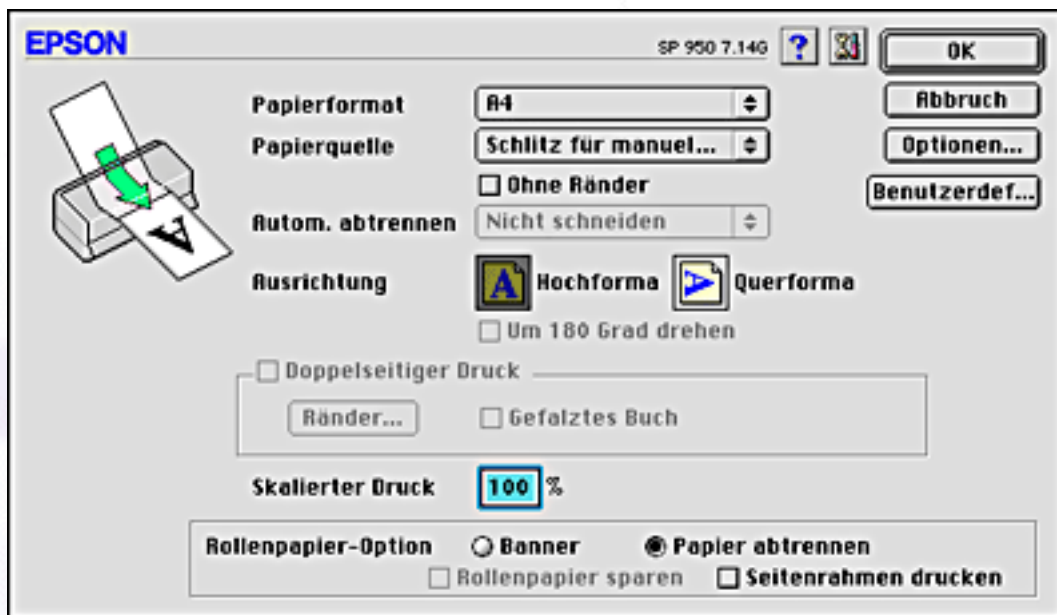 EPSON
SP 950 7.14G ? OK
Papierformat A4 Abbruch
Papierquelle Schlitz für manuel... Optionen...
Ohne Ränder Benutzerdef...
Autom. abtrennen Nicht schneiden
Ausrichtung A Hochforma A Querforma
Um 180 Grad drehen
Doppelseitiger Druck
Ränder... Gefalztes Buch
Skalierter Druck 100 %
Rollenpapier-Option Banner Papier abtrennen
Rollenpapier sparen Seitenrahmen drucken
A